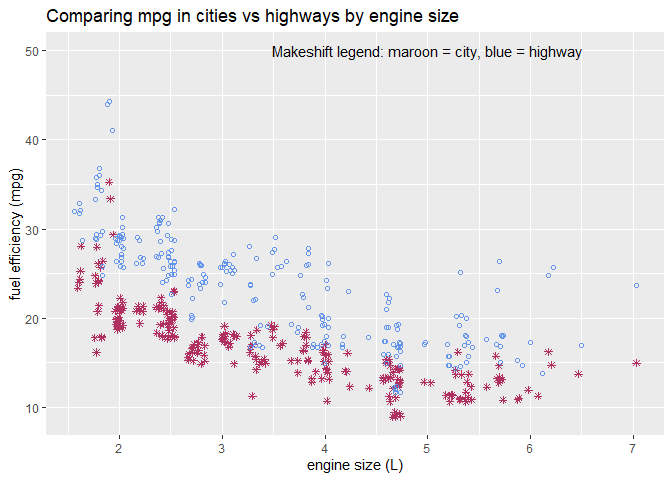 Comparing mpg in cities vs highways by engine size
Makeshift legend: maroon = city, blue = highway
fuel efficiency (mpg)
50
40
30
20
10
2 3 4 5 6 7
engine size (L)